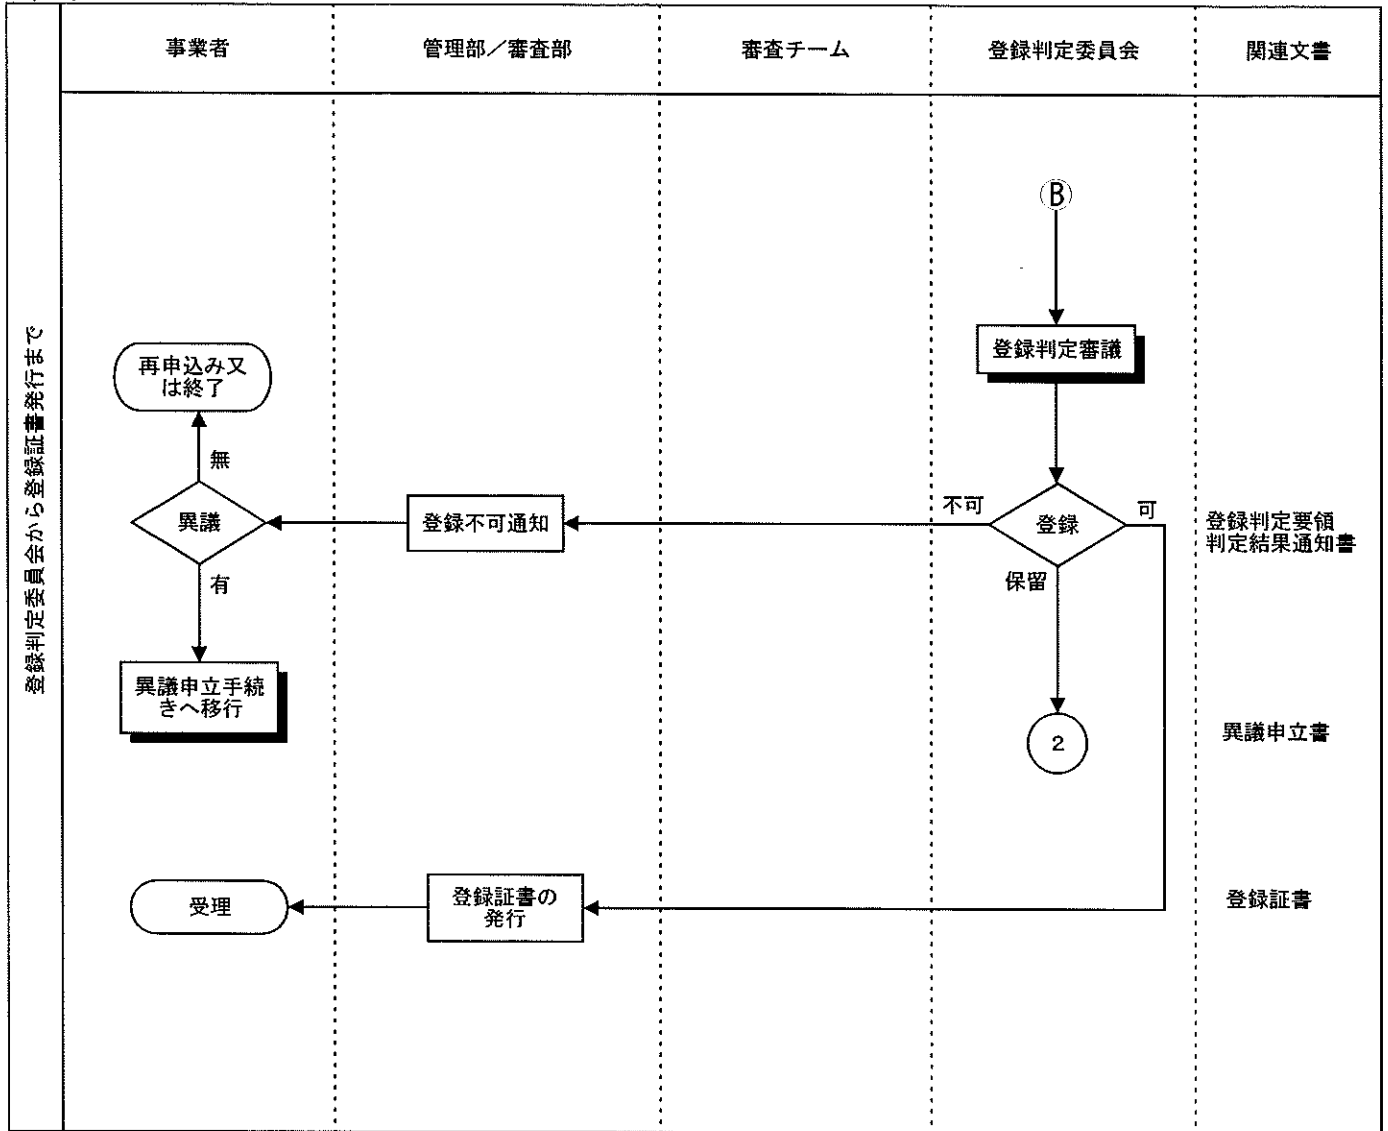 事業者
管理部／審査部
審査チーム
登録判定委員会
関連文書
登録判定委員会から登録証書発行まで
B
登録判定審議
再申込み又
は終了
無
異議
登録不可通知
不可
登録
可
登録判定要領
判定結果通知書
有
保留
異議申立手続
きへ移行
2
異議申立書
受理
登録証書の
発行
登録証書